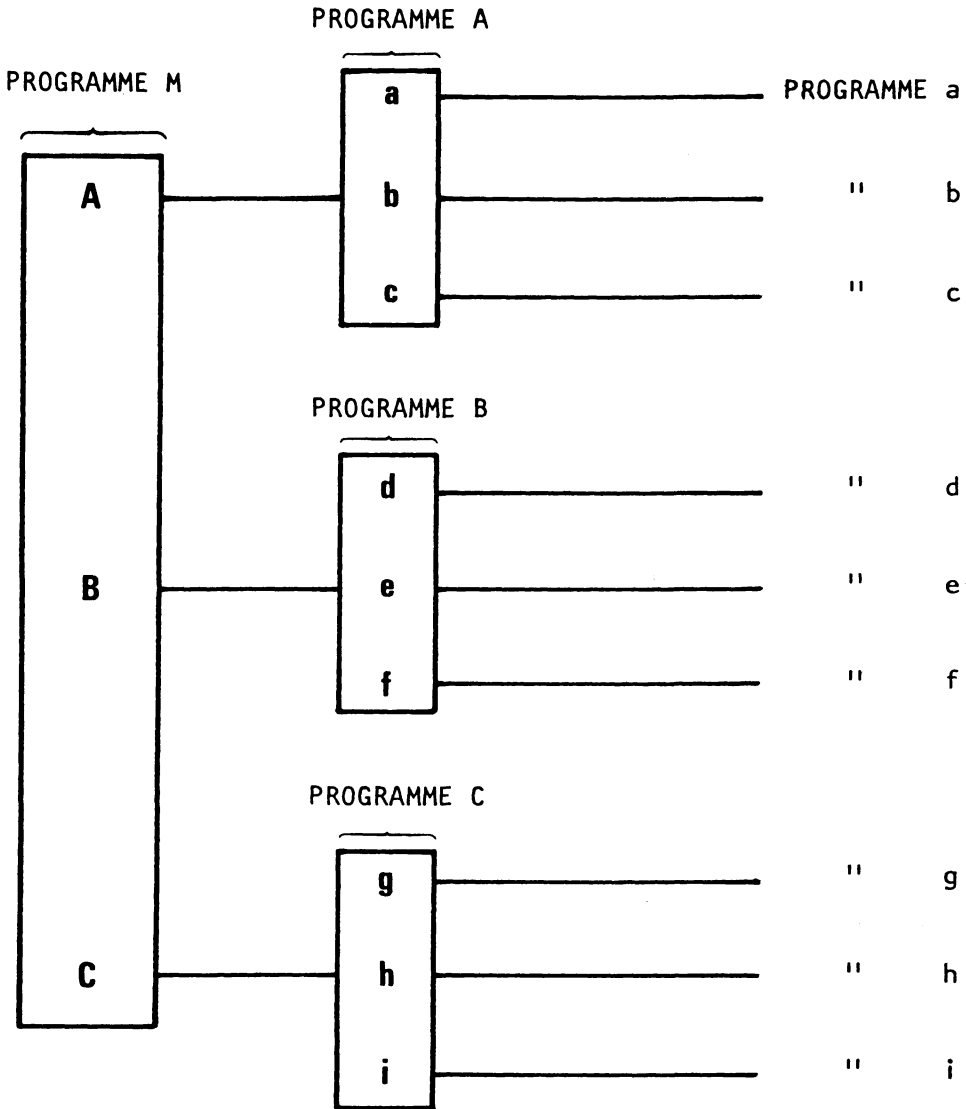 PROGRAMME A
PROGRAMME M
a PROGRAMME a
A b " b
c " c
PROGRAMME B
d " d
B e " e
f " f
PROGRAMME C
g " g
C h " h
i " i